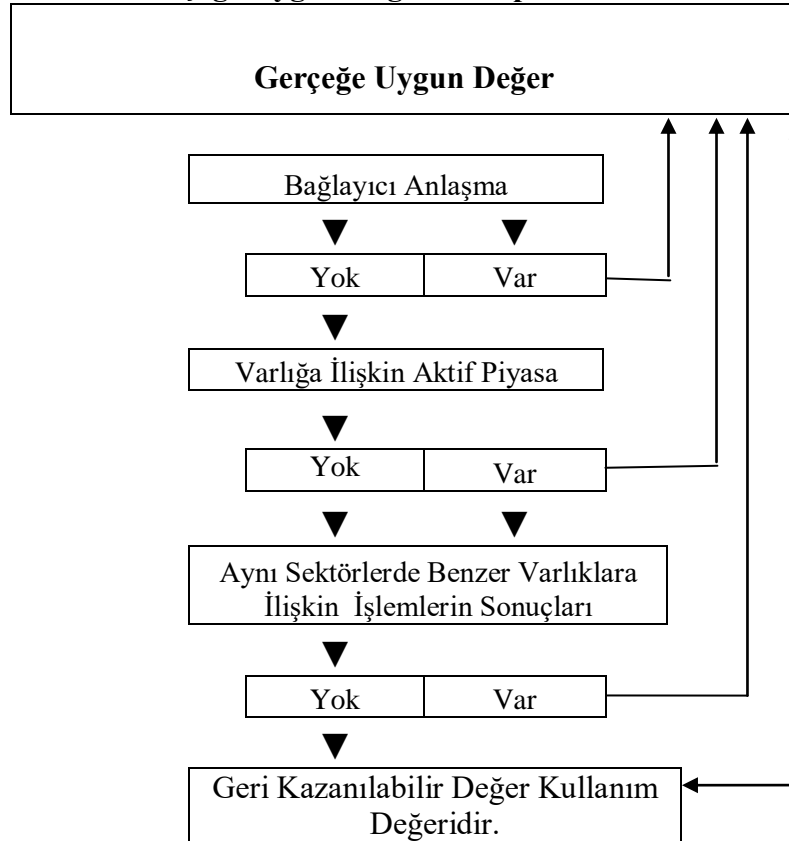 Gerçeğe Uygun Değer
Bağlayıcı Anlaşma
Yok Var
Varlığa İlişkin Aktif Piyasa
Yok Var
Aynı Sektörlerde Benzer Varlıklara
İlişkin İşlemlerin Sonuçları
Yok Var
Geri Kazanılabilir Değer Kullanım
Değeridir.